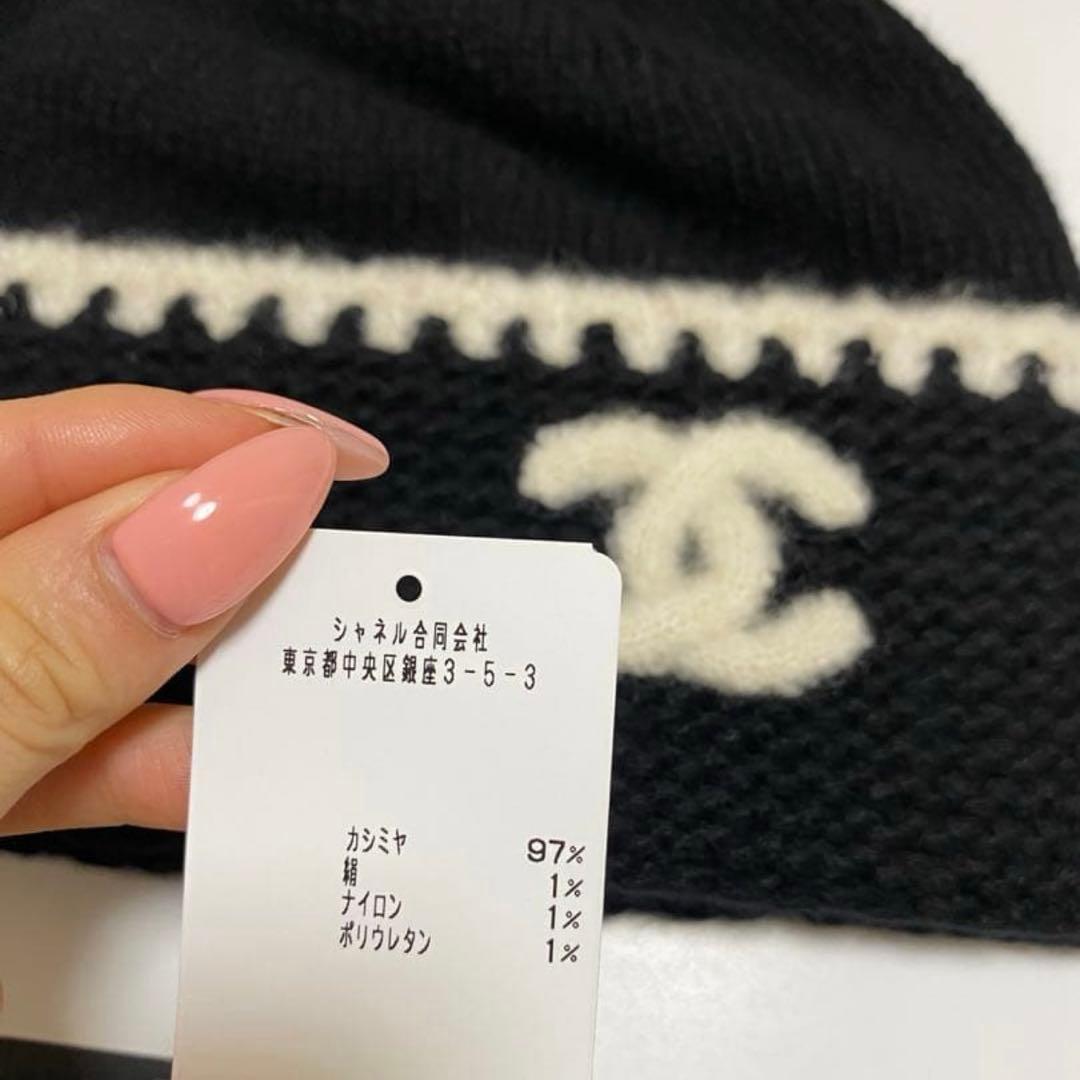 シャネル合同会社
東京都中央区銀座3-5-3
カシミヤ 97%
絹 1%
ナイロン 1%
ポリウレタン 1%